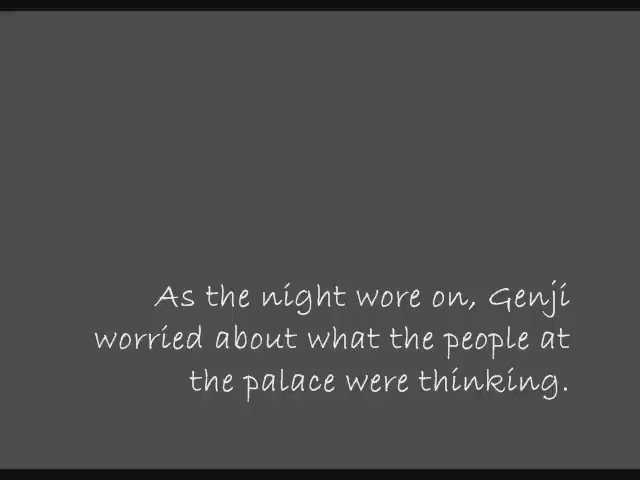 As the night wore on, Genji
worried about what the people at
the palace were thinking.